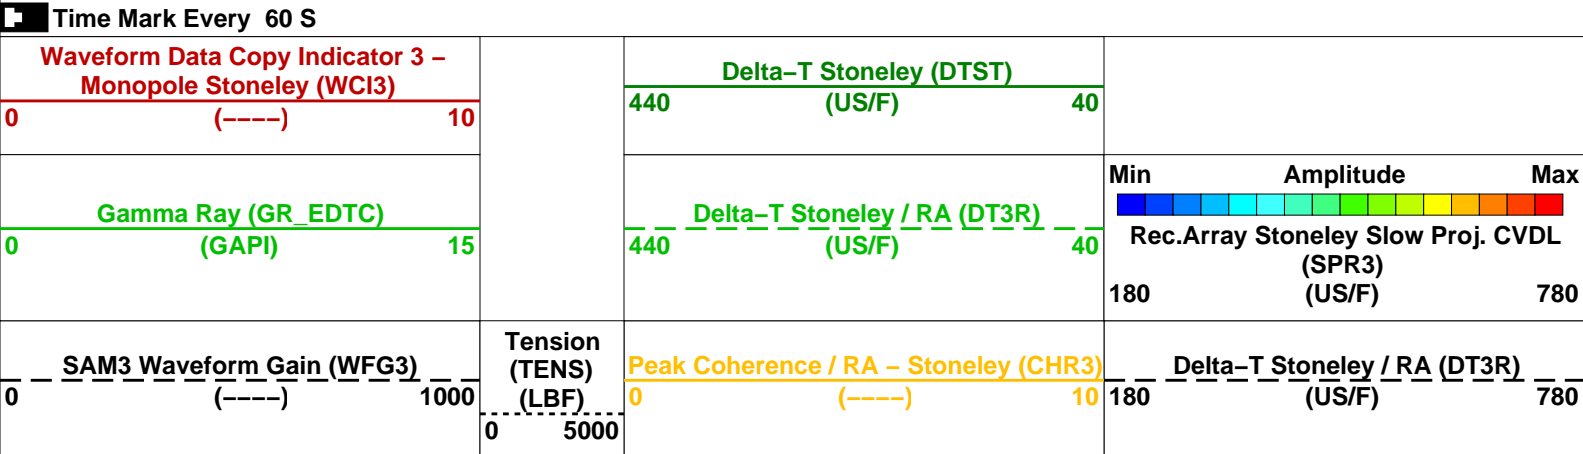 Time Mark Every 60 S
Waveform Data Copy Indicator 3 –
Monopole Stoneley (WCI3)
0 (−−−−) 10
Delta−T Stoneley (DTST)
440 (US/F) 40
Gamma Ray (GR_EDTC)
0 (GAPI) 15
Delta−T Stoneley / RA (DT3R)
440 (US/F) 40
Min Amplitude Max
Rec.Array Stoneley Slow Proj. CVDL
(SPR3)
180 (US/F) 780
SAM3 Waveform Gain (WFG3)
0 (−−−−) 1000
Tension
(TENS)
(LBF)
0 5000
Peak Coherence / RA − Stoneley (CHR3)
0 (−−−−) 10
Delta−T Stoneley / RA (DT3R)
180 (US/F) 780